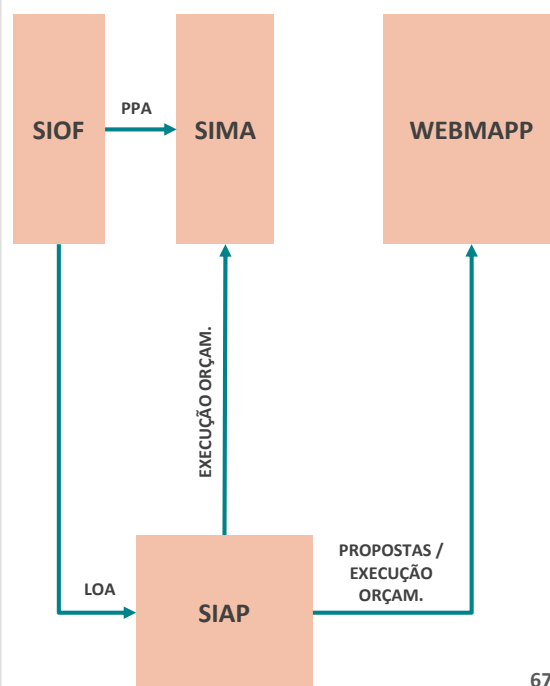 PPA
SIOF
SIMA
WEBMAPP
EXECUÇÃO ORÇAM.
PROPOSTAS /
EXECUÇÃO
ORÇAM.
LOA
SIAP
67